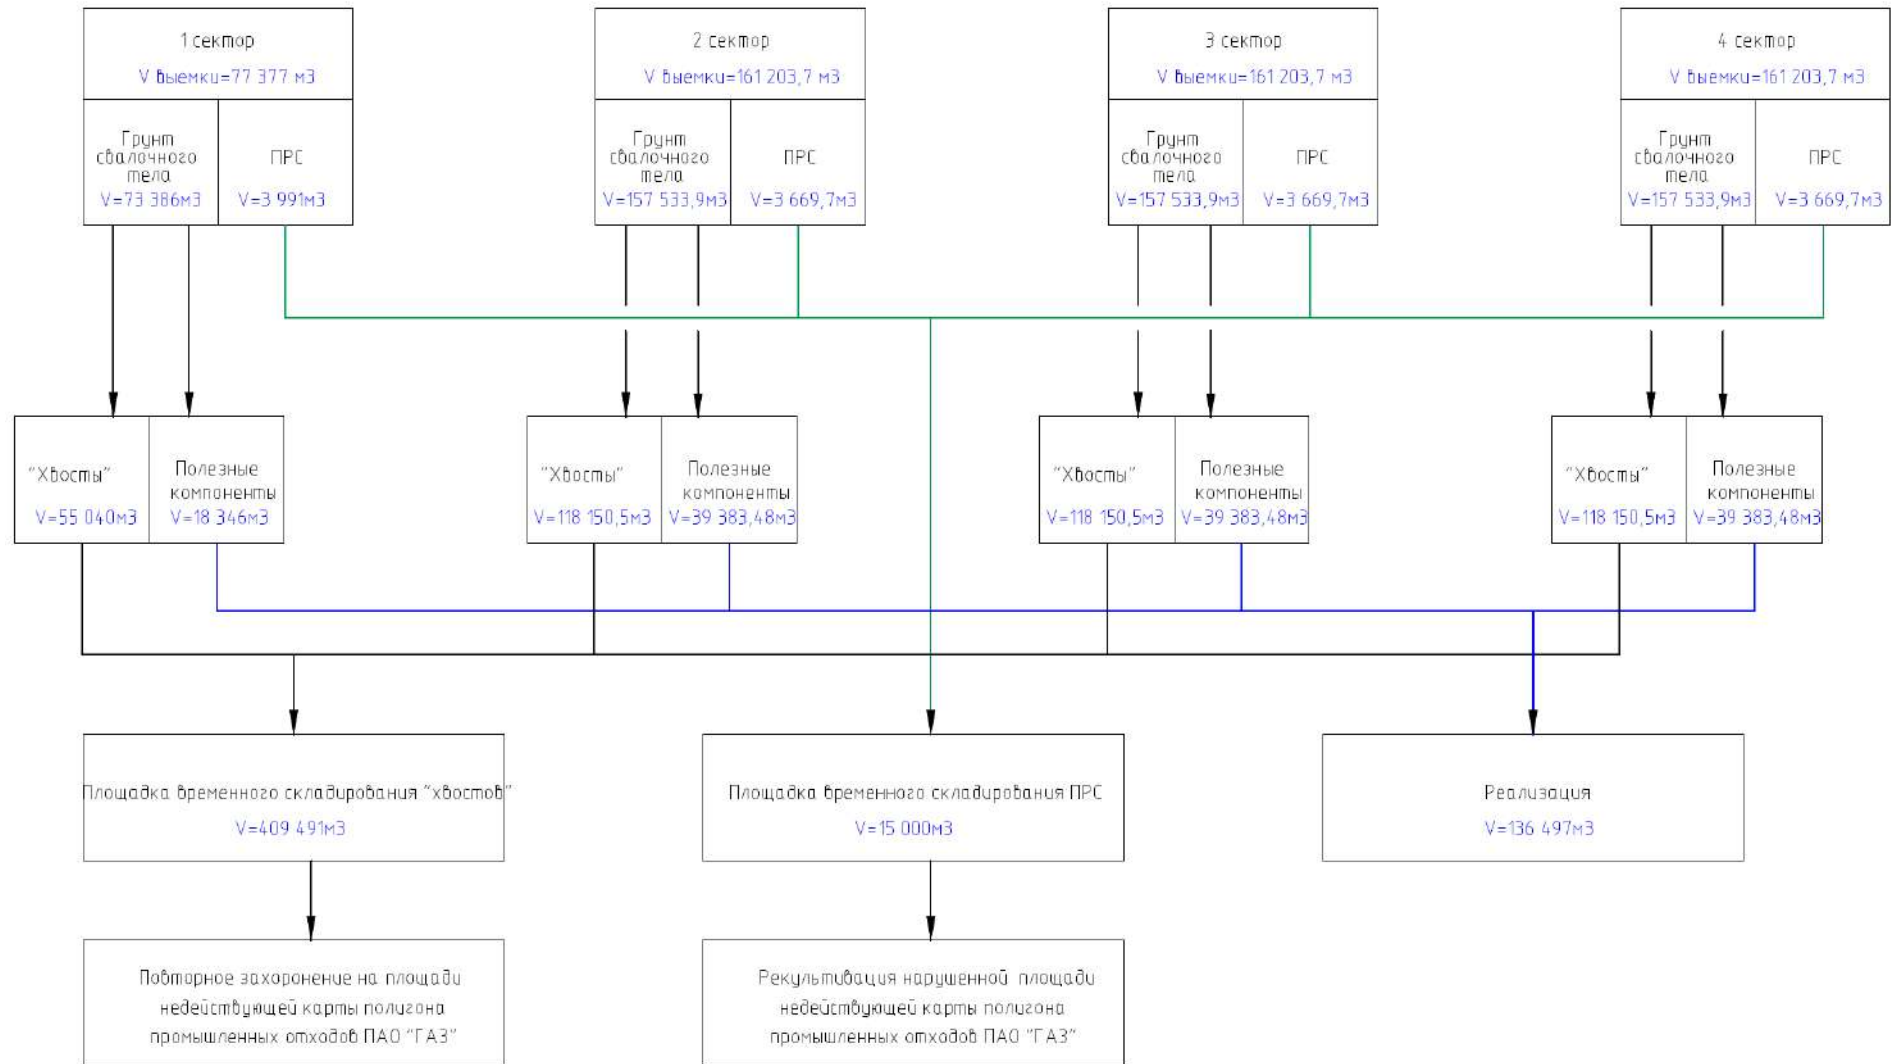 1 сектор
V выемки=77 377 м3
Грунт
свалочного
тела
V=73 386м3
ПРС
V=3 991м3
2 сектор
V выемки=161 203,7 м3
Грунт
свалочного
тела
V=157 533,9м3
ПРС
V=3 669,7м3
3 сектор
V выемки=161 203,7 м3
Грунт
свалочного
тела
V=157 533,9м3
ПРС
V=3 669,7м3
4 сектор
V выемки=161 203,7 м3
Грунт
свалочного
тела
V=157 533,9м3
ПРС
V=3 669,7м3
"Хвосты"
V=55 040м3
Полезные
компоненты
V=18 346м3
"Хвосты"
V=118 150,5м3
Полезные
компоненты
V=39 383,48м3
"Хвосты"
V=118 150,5м3
Полезные
компоненты
V=39 383,48м3
"Хвосты"
V=118 150,5м3
Полезные
компоненты
V=39 383,48м3
Площадка временного складирования "хвостов"
V=409 491м3
Площадка временного складирования ПРС
V=15 000м3
Реализация
V=136 497м3
Повторное захоронение на площади
недействующей карты полигона
промышленных отходов ПАО "ГАЗ"
Рекультивация нарушенной площади
недействующей карты полигона
промышленных отходов ПАО "ГАЗ"